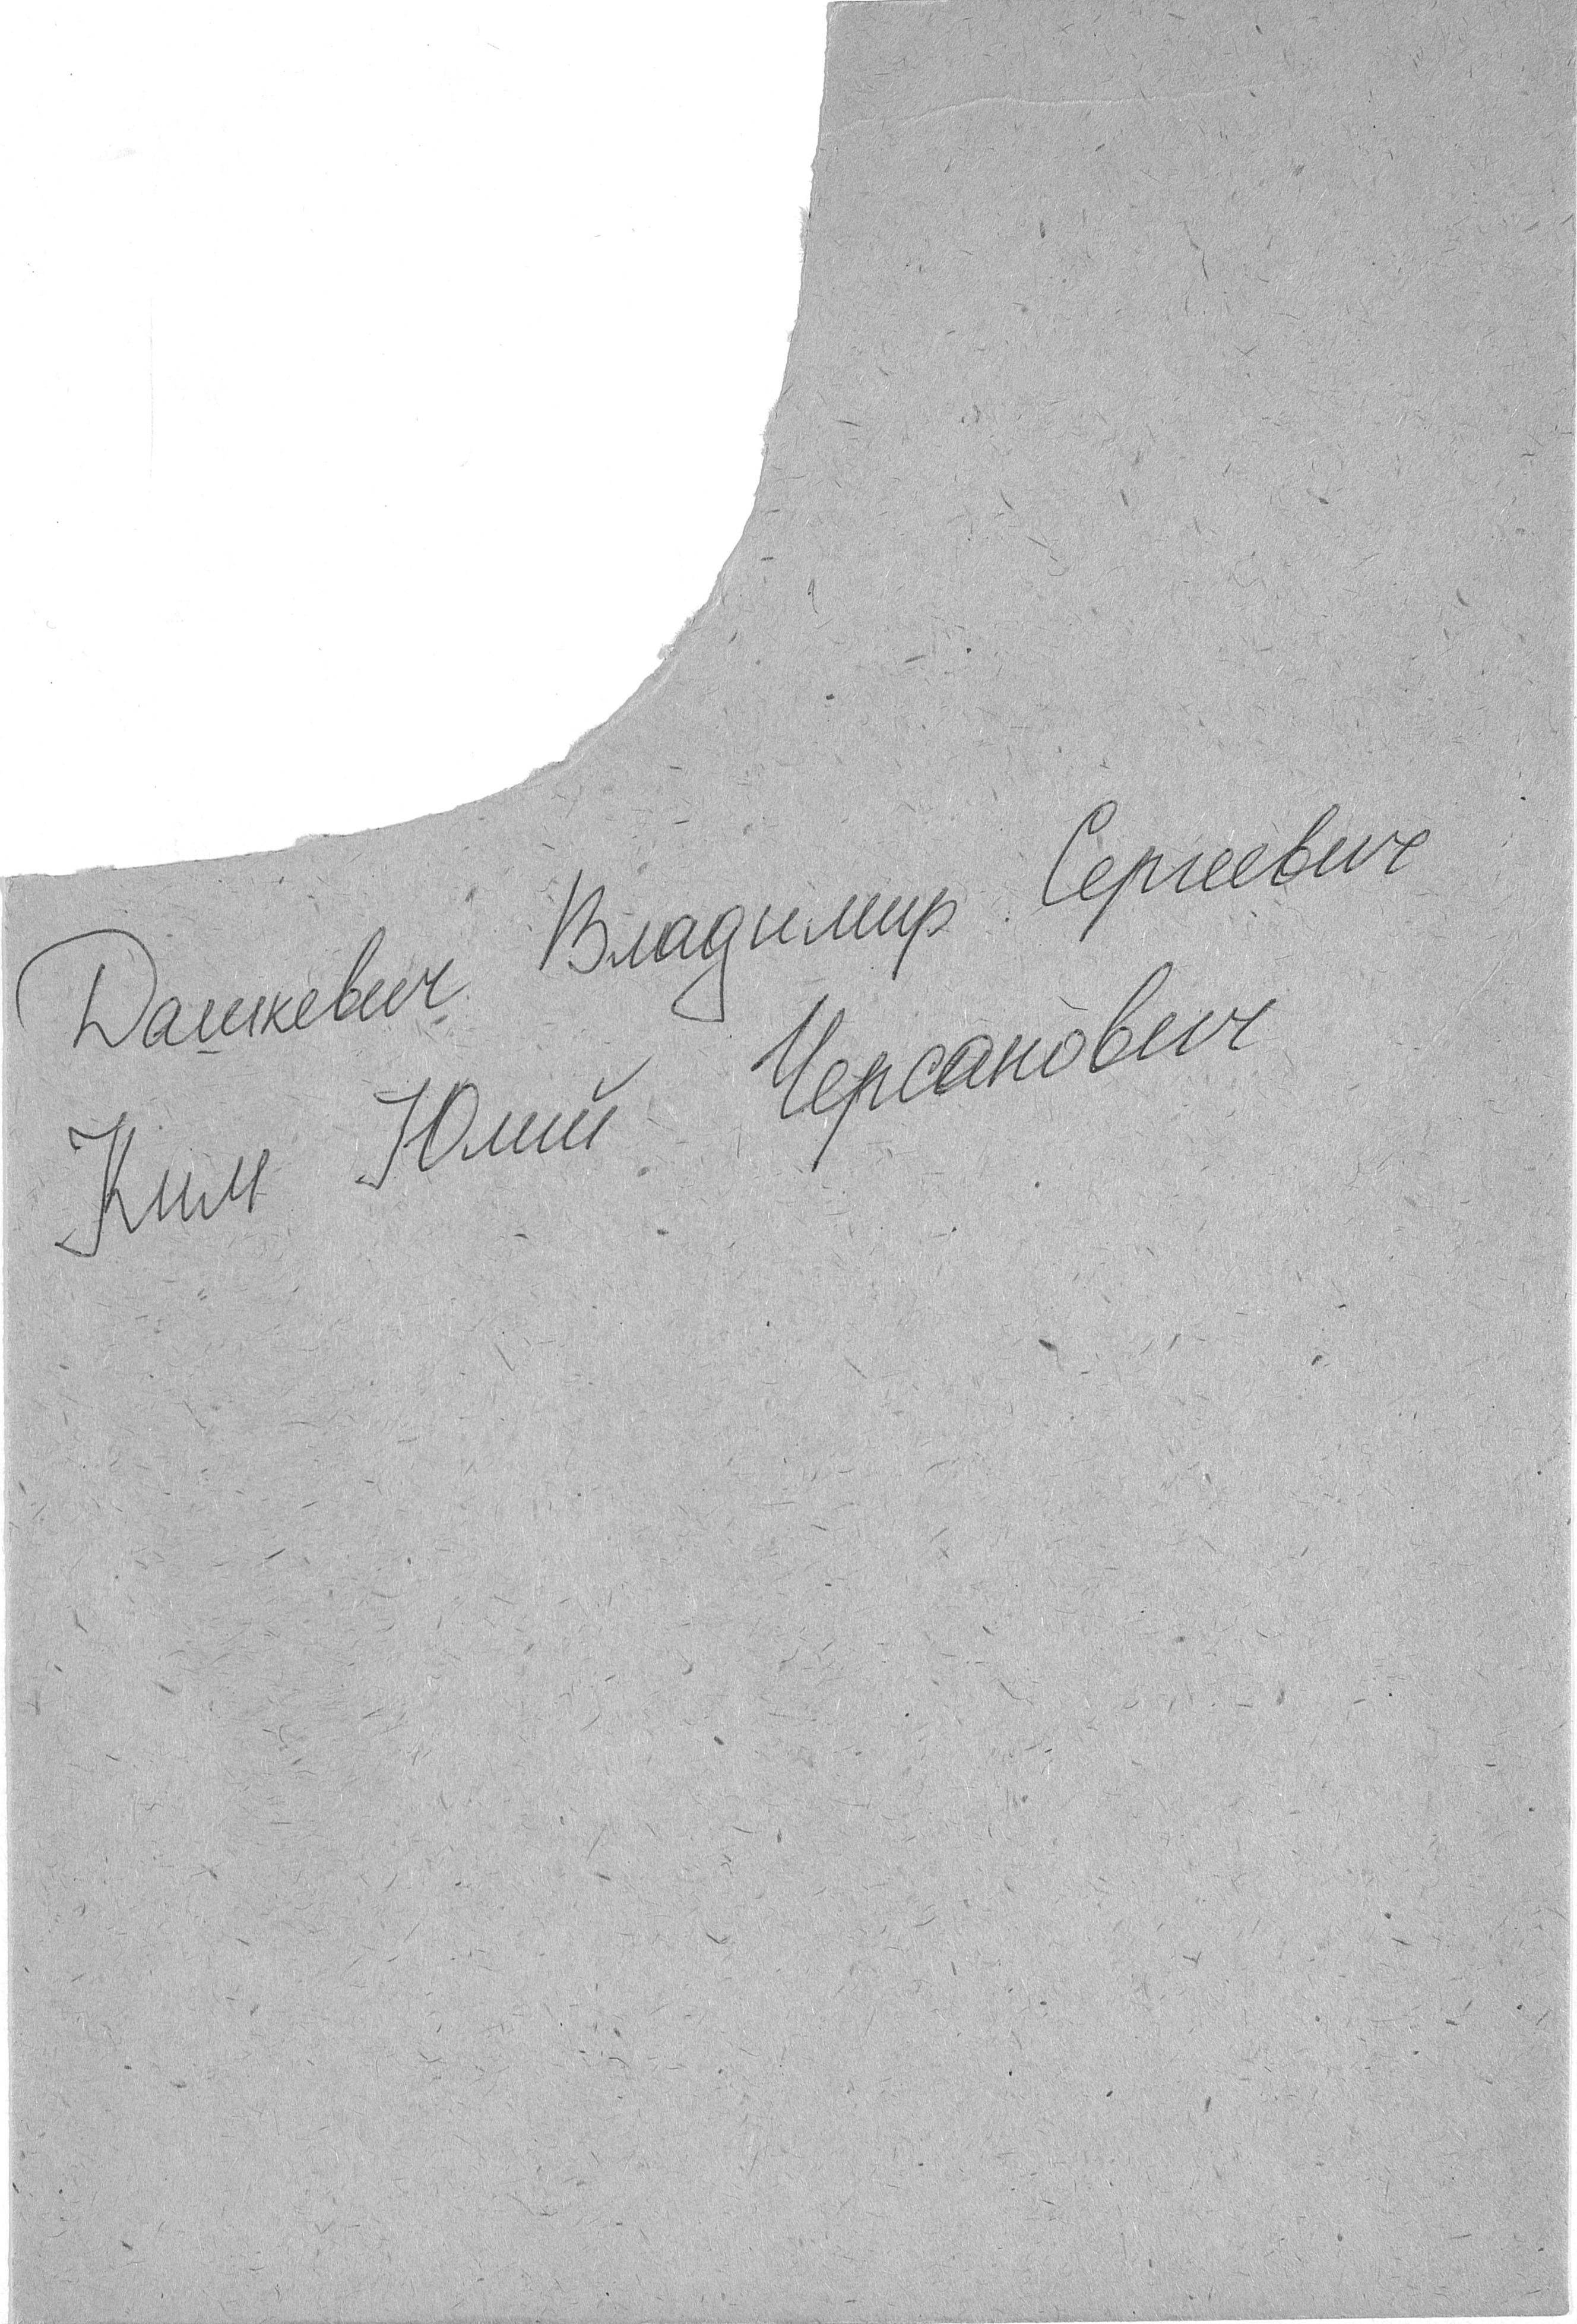 Дашкевич Владимир Сергеевич
Ким Юлий Черсанович